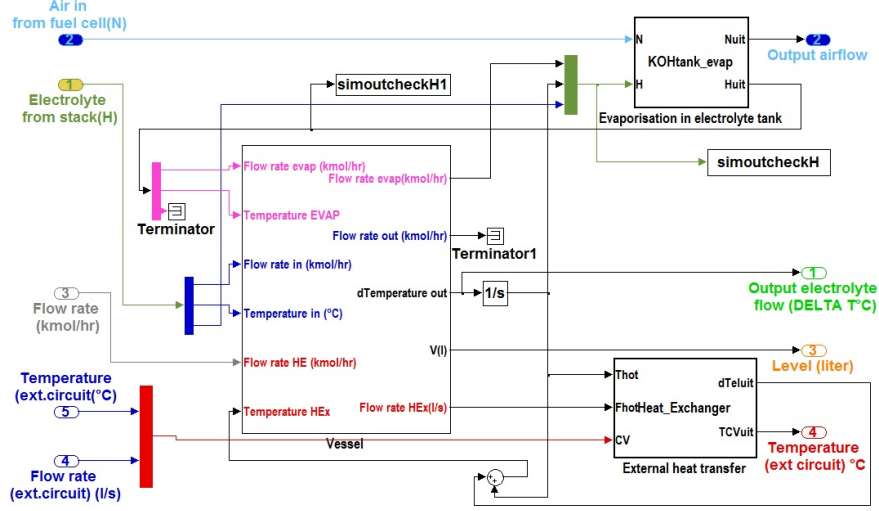 Air in
from fuel cell(N)
2
N
Nuit
KOHtank_evap
H
Huit
2
Output airflow
Evaporisation in electrolyte tank
1
Electrolyte
from stack(H)
simoutcheckH1
simoutcheckH
Terminator
Flow rate evap (kmol/hr)
Flow rate evap(kmol/hr)
Temperature EVAP
Flow rate out (kmol/hr)
Terminator1
Flow rate in (kmol/hr)
dTemperature out
1/s
Temperature in (°C)
V(l)
Flow rate HE (kmol/hr)
Temperature HEx
Flow rate HEx(l/s)
Vessel
1
Output electrolyte
flow (DELTA T°C)
3
Flow rate
(kmol/hr)
3
Level (liter)
Temperature
(ext.circuit(°C)
5
4
Flow rate
(ext.circuit) (l/s)
Thot
dTeluit
Fhot
Heat_Exchanger
CV
TCVuit
External heat transfer
4
Temperature
(ext circuit) °C